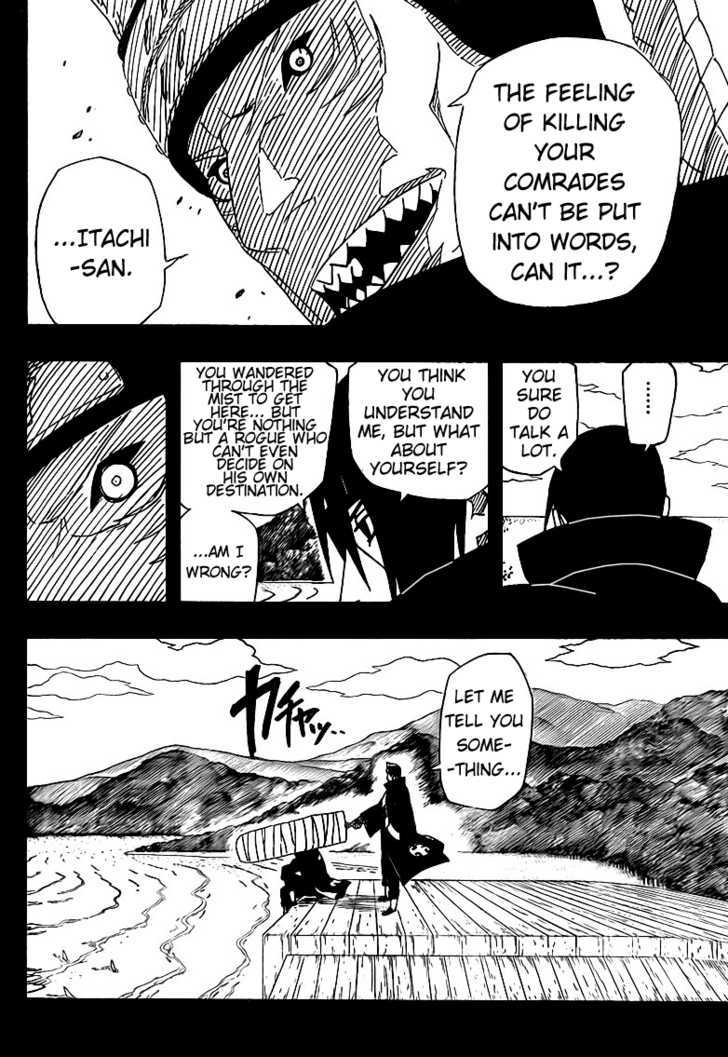 THE FEELING
OF KILLING
YOUR
COMRADES
CAN'T BE PUT
INTO WORDS,
CAN IT...?
...ITACHI
-SAN.
......
YOU
SURE
DO
TALK A
LOT.
YOU THINK
YOU
UNDERSTAND
ME, BUT WHAT
ABOUT
YOURSELF?
YOU WANDERED
THROUGH THE
MIST TO GET
HERE... BUT
YOU'RE NOTHING
BUT A ROGUE WHO
CAN'T EVEN
DECIDE ON
HIS OWN
DESTINATION.
...AM I
WRONG?
LET ME
TELL YOU
SOME-
-THING...
カチャッ..